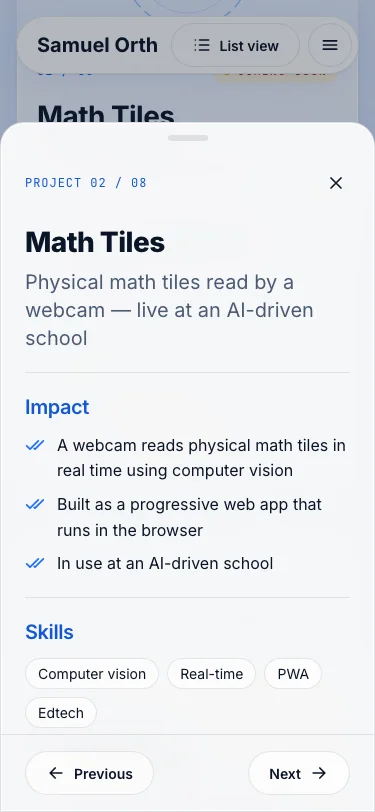 Samuel Orth
List view
Math Tiles
PROJECT 02 / 08
Math Tiles
Physical math tiles read by a
webcam — live at an AI-driven
school
Impact
A webcam reads physical math tiles in
real time using computer vision
Built as a progressive web app that
runs in the browser
In use at an AI-driven school
Skills
Computer vision
Real-time
PWA
Edtech
Previous
Next